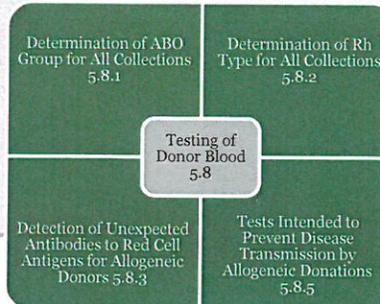 Determination of ABO
Group for All Collections
5.8.1
Determination of Rh
Type for All Collections
5.8.2
Testing of
Donor Blood
5.8
Detection of Unexpected
Antibodies to Red Cell
Antigens for Allogeneic
Donors 5.8.3
Tests Intended to
Prevent Disease
Transmission by
Allogeneic Donations
5.8.5